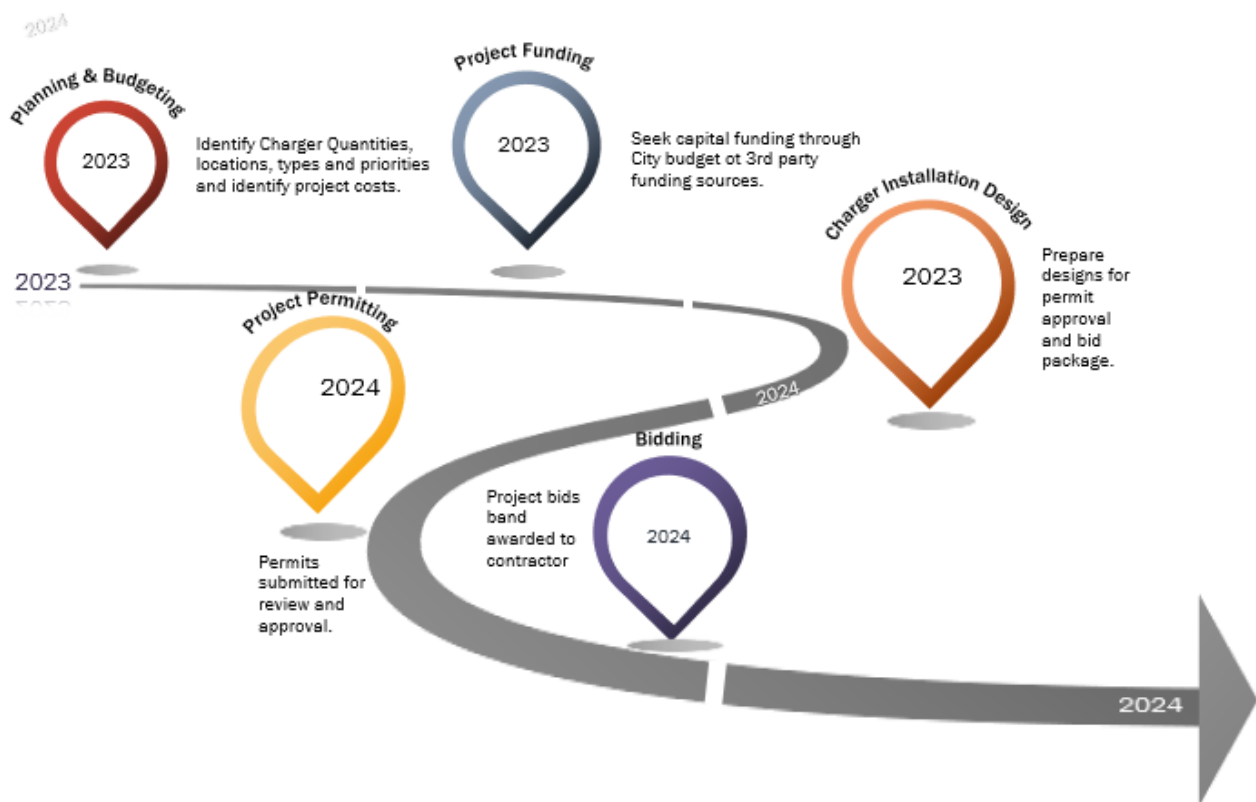 2024
Planning & Budgeting
2023
Identify Charger Quantities,
locations, types and priorities
and identify project costs.
Project Funding
2023
Seek capital funding through
City budget ot 3rd party
funding sources.
Charger Installation Design
2023
Prepare
designs for
permit
approval
and bid
package.
2023
2024
Project Permitting
2024
Permits
submitted for
review and
approval.
Bidding
2024
Project bids
band
awarded to
contractor
2024